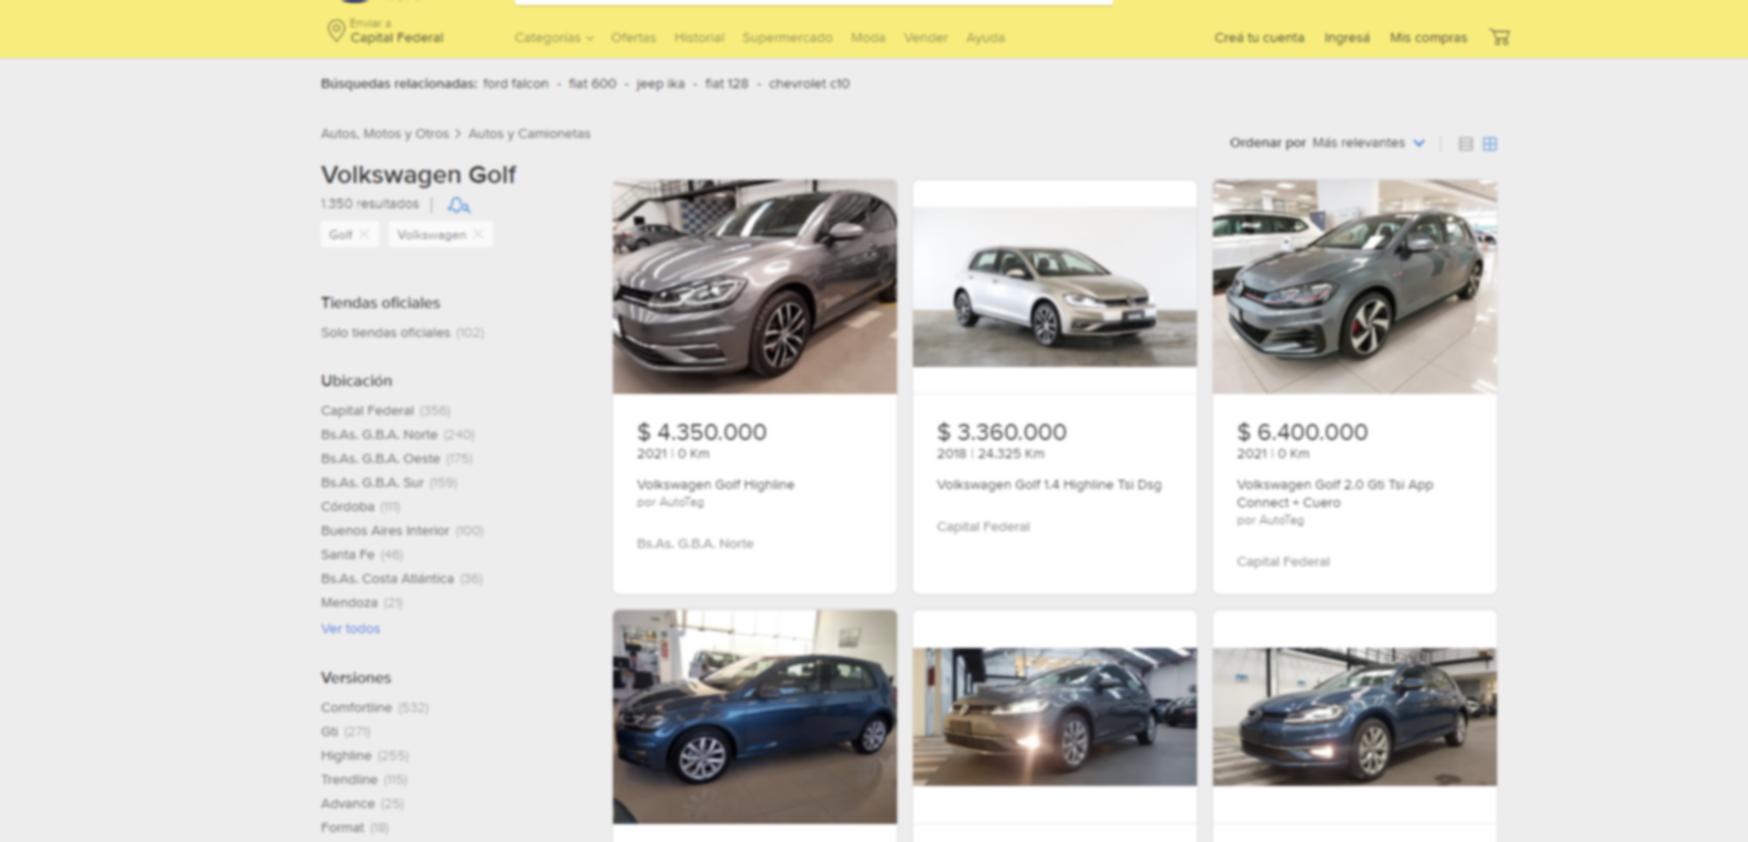 Enviar a
Capital Federal
Categorías Ofertas Historial Supermercado Moda Vender Ayuda
Creá tu cuenta Ingresá Mis compras
Búsquedas relacionadas: ford falcon - fiat 600 - jeep ika - fiat 128 - chevrolet c10
Autos, Motos y Otros > Autos y Camionetas
Ordenar por Más relevantes
Volkswagen Golf
1.350 resultados
Golf Volkswagen
Tiendas oficiales
Solo tiendas oficiales (102)
Ubicación
Capital Federal (356)
Bs.As. G.B.A. Norte (240)
Bs.As. G.B.A. Oeste (175)
Bs.As. G.B.A. Sur (159)
Córdoba (111)
Buenos Aires Interior (100)
Santa Fe (46)
Bs.As. Costa Atlántica (36)
Mendoza (21)
Ver todos
Versiones
Comfortline (532)
Gti (271)
Highline (255)
Trendline (115)
Advance (25)
Format (18)
$ 4.350.000
2021 | 0 Km
Volkswagen Golf Highline
por AutoTag
Bs.As. G.B.A. Norte
$ 3.360.000
2018 | 24.325 Km
Volkswagen Golf 1.4 Highline Tsi Dsg
Capital Federal
$ 6.400.000
2021 | 0 Km
Volkswagen Golf 2.0 Gti Tsi App
Connect + Cuero
por AutoTag
Capital Federal